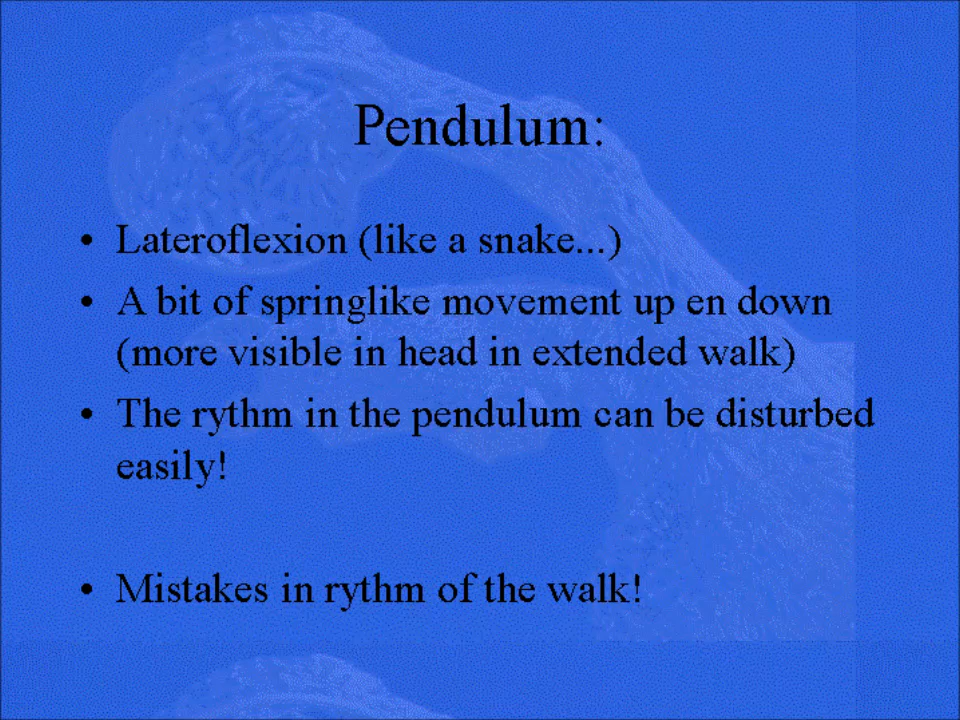 Pendulum:
• Lateroflexion (like a snake...)
• A bit of springlike movement up en down
(more visible in head in extended walk)
• The rythm in the pendulum can be disturbed
easily!
• Mistakes in rythm of the walk!